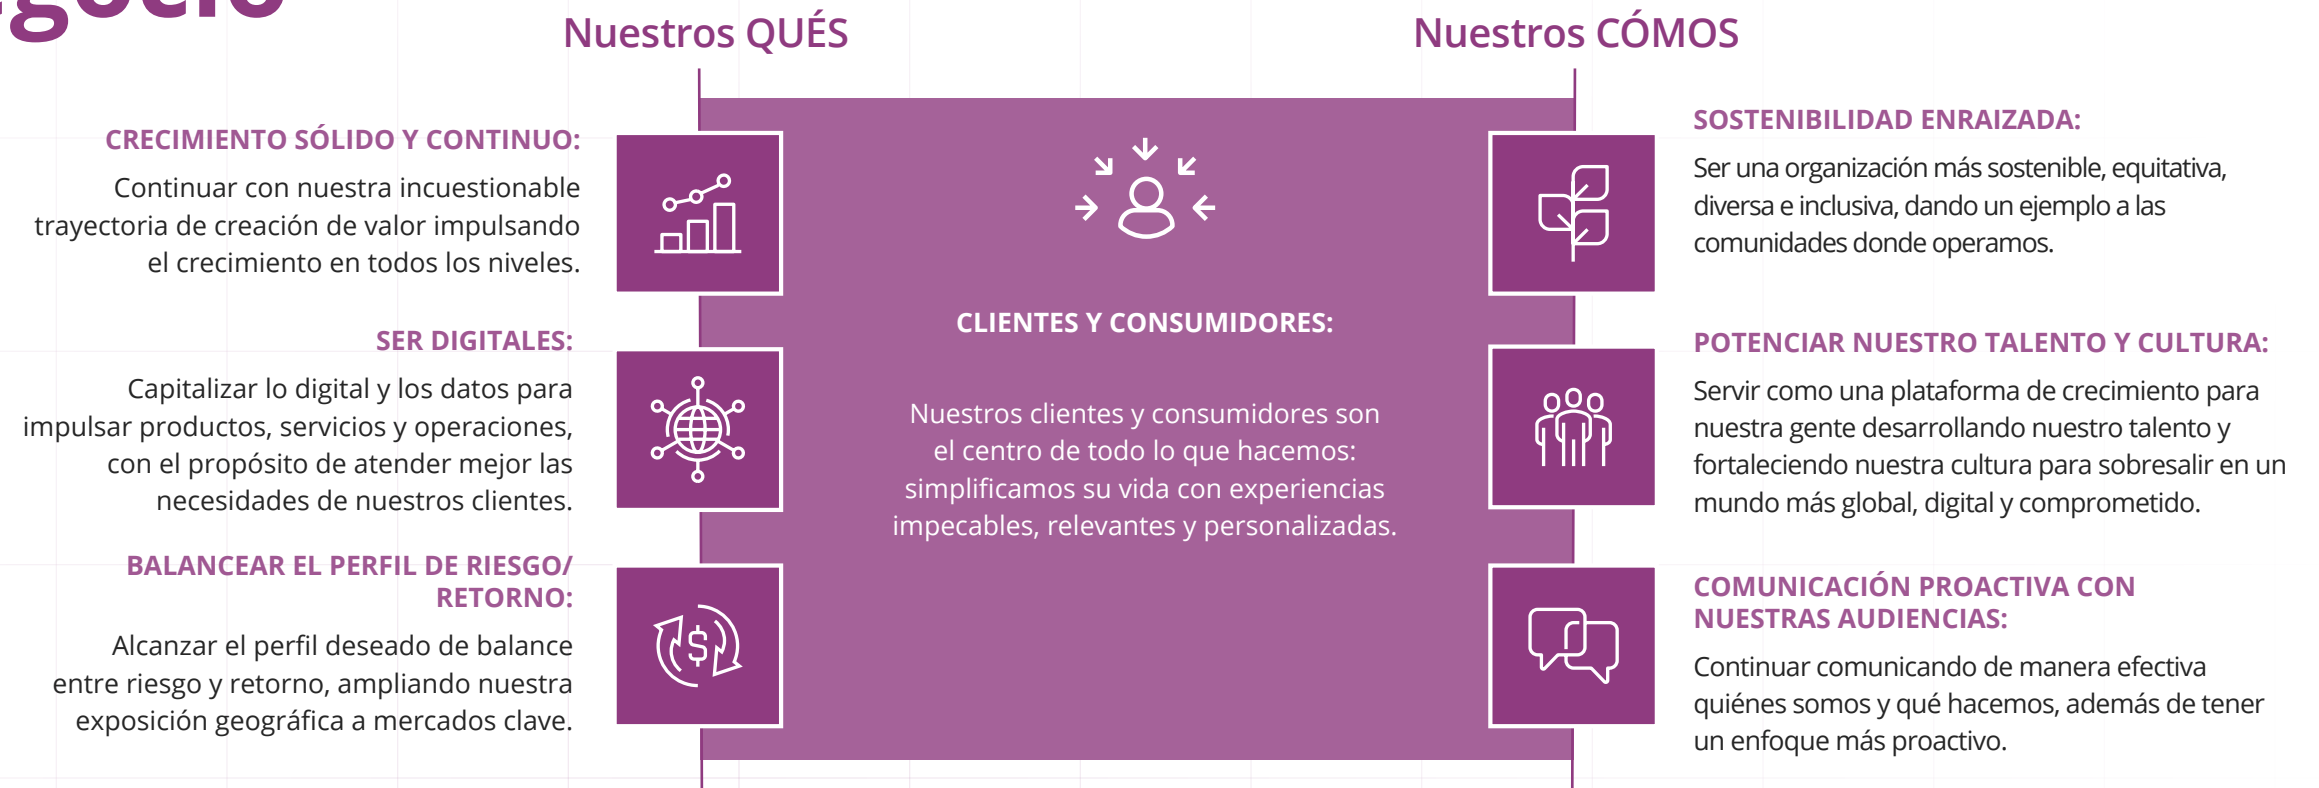 Nuestros QUÉS
CRECIMIENTO SÓLIDO Y CONTINUO:
Continuar con nuestra incuestionable
trayectoria de creación de valor impulsando
el crecimiento en todos los niveles.
SER DIGITALES:
Capitalizar lo digital y los datos para
impulsar productos, servicios y operaciones,
con el propósito de atender mejor las
necesidades de nuestros clientes.
BALANCEAR EL PERFIL DE RIESGO/
RETORNO:
Alcanzar el perfil deseado de balance
entre riesgo y retorno, ampliando nuestra
exposición geográfica a mercados clave.
CLIENTES Y CONSUMIDORES:
Nuestros clientes y consumidores son
el centro de todo lo que hacemos:
simplificamos su vida con experiencias
impecables, relevantes y personalizadas.
Nuestros CÓMOS
SOSTENIBILIDAD ENRAIZADA:
Ser una organización más sostenible, equitativa,
diversa e inclusiva, dando un ejemplo a las
comunidades donde operamos.
POTENCIAR NUESTRO TALENTO Y CULTURA:
Servir como una plataforma de crecimiento para
nuestra gente desarrollando nuestro talento y
fortaleciendo nuestra cultura para sobresalir en un
mundo más global, digital y comprometido.
COMUNICACIÓN PROACTIVA CON
NUESTRAS AUDIENCIAS:
Continuar comunicando de manera efectiva
quiénes somos y qué hacemos, además de tener
un enfoque más proactivo.